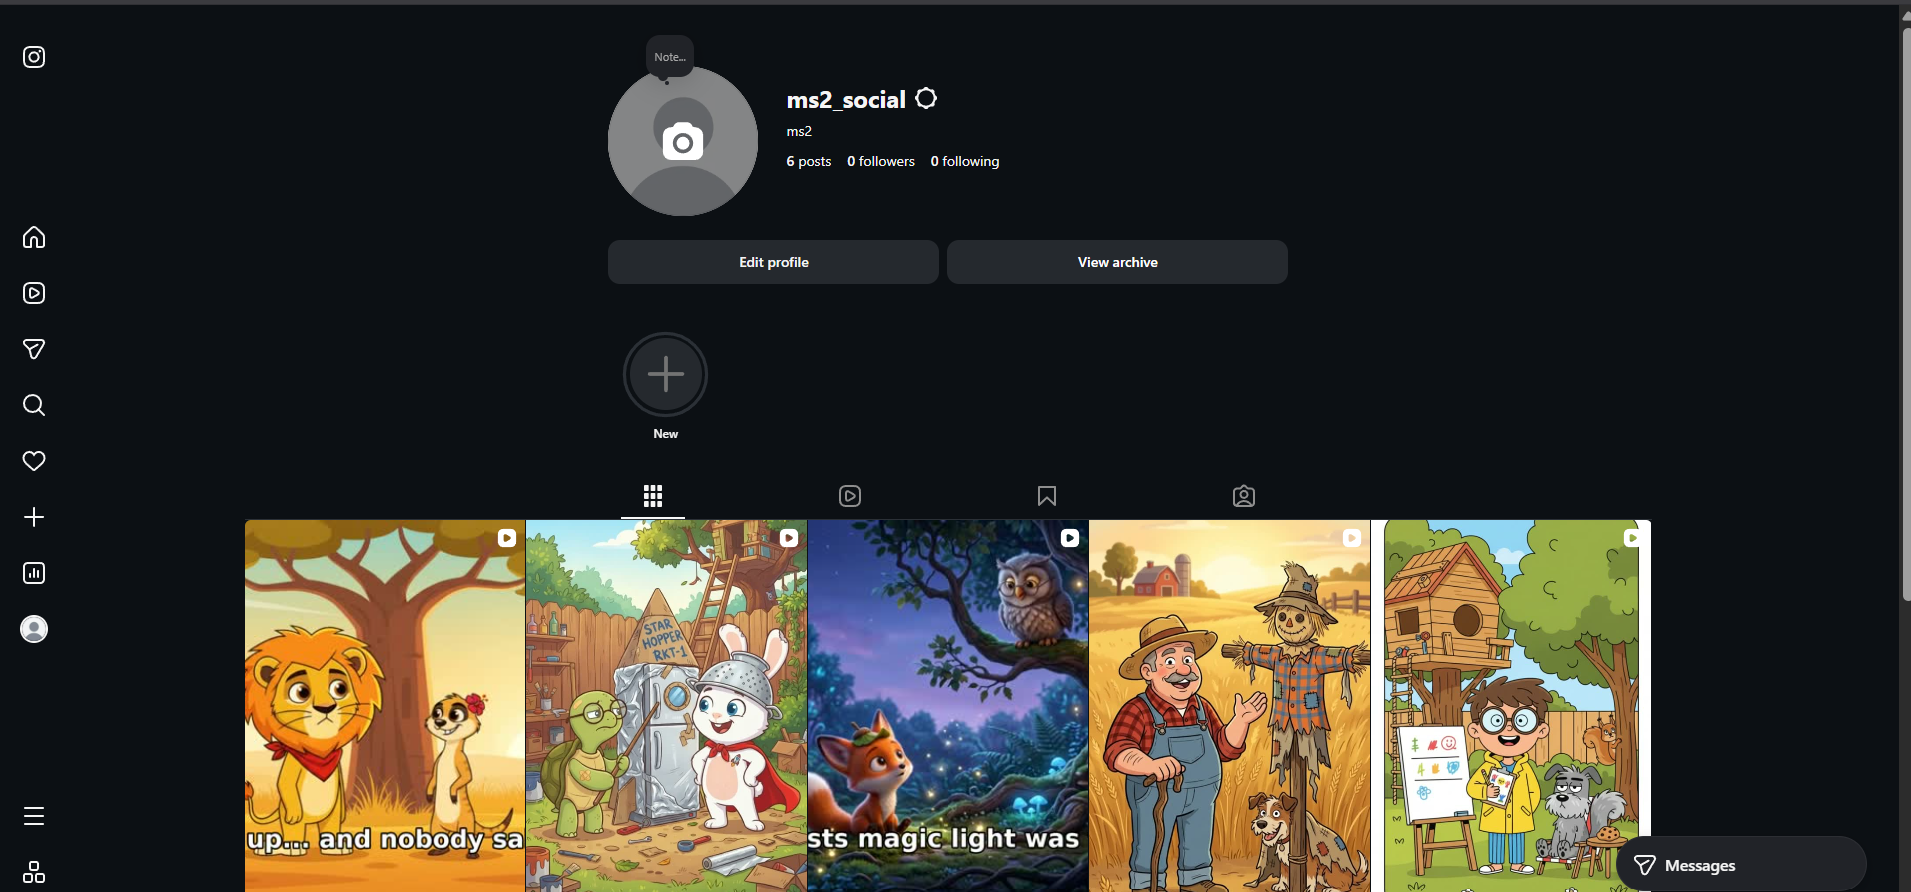 Note...
ms2_social
ms2
6 posts 0 followers 0 following
Edit profile View archive
New
STAR
HOPPER
RKT-1
up... and nobody sa
sts magic light was
Messages